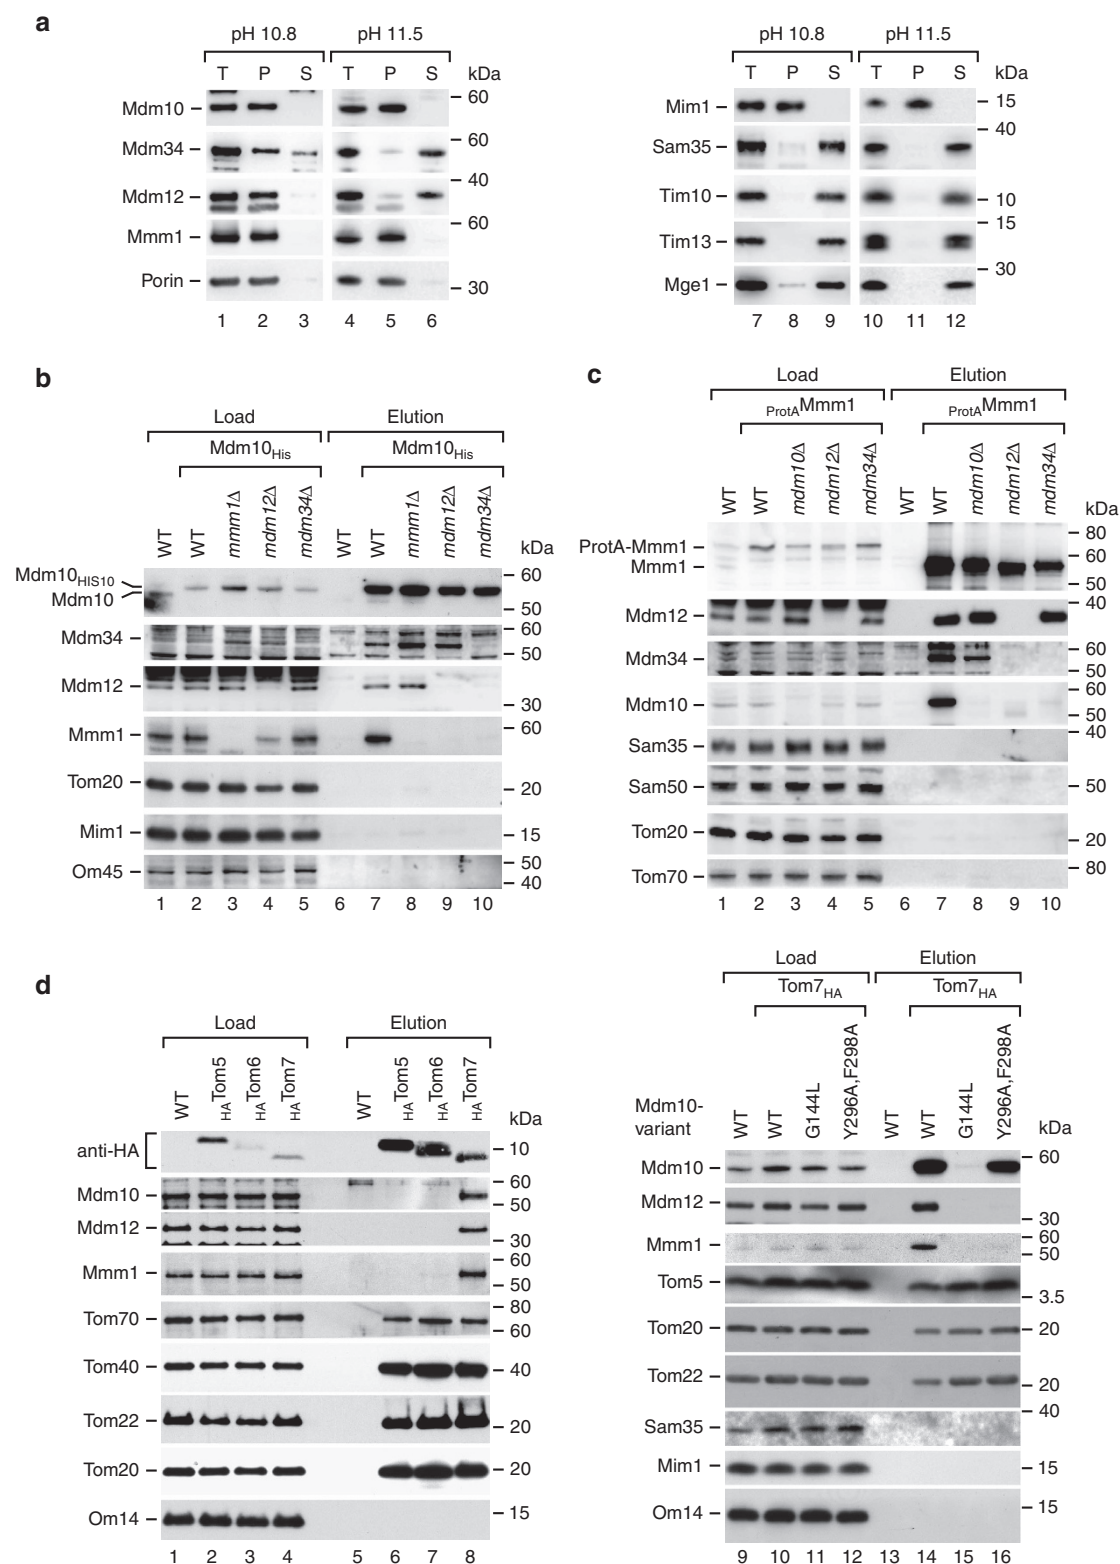 a
pH 10.8 pH 11.5
T P S T P S kDa
Mdm10 – – 60
Mdm34 – – 60
– 40
Mdm12 –
– 60
Mmm1 –
Porin – – 30
1 2 3 4 5 6
pH 10.8 pH 11.5
T P S T P S kDa
Mim1 – – 15
– 40
Sam35 –
Tim10 – – 10
– 15
Tim13 –
– 30
Mge1 –
7 8 9 10 11 12
b
Load Elution
Mdm10His Mdm10His
WT WT mmm1Δ mdm12Δ mdm34Δ WT WT mmm1Δ mdm12Δ mdm34Δ kDa
Mdm10HIS10 – 60
Mdm10 – 50
Mdm34 – – 60
– 50
Mdm12 –
– 30
Mmm1 – – 60
Tom20 – – 20
Mim1 – – 15
Om45 – – 50
– 40
1 2 3 4 5 6 7 8 9 10
c
Load Elution
ProtAMmm1 ProtAMmm1
WT WT mdm10Δ mdm12Δ mdm34Δ WT WT mdm10Δ mdm12Δ mdm34Δ kDa
– 80
ProtA-Mmm1 –
Mmm1 – – 60
– 50
Mdm12 – – 40
Mdm34 – – 60
– 50
Mdm10 – – 60
– 50
– 40
Sam35 –
Sam50 – – 50
Tom20 – – 20
Tom70 – – 80
1 2 3 4 5 6 7 8 9 10
d
Load Elution
WT HATom5 HATom6 HATom7 WT HATom5 HATom6 HATom7 kDa
anti-HA – 10
Mdm10 – – 60
– 50
Mdm12 –
– 30
Mmm1 – – 60
– 50
Tom70 – – 80
– 60
Tom40 – – 40
Tom22 – – 20
Tom20 – – 20
Om14 – – 15
1 2 3 4 5 6 7 8
Load Elution
Tom7HA Tom7HA
Mdm10-
variant WT WT G144L Y296A,F298A WT WT G144L Y296A,F298A kDa
Mdm10 – – 60
Mdm12 –
– 30
Mmm1 – – 60
– 50
Tom5 –
– 3.5
Tom20 – – 20
Tom22 – – 20
– 40
Sam35 –
Mim1 – – 15
Om14 – – 15
9 10 11 12 13 14 15 16